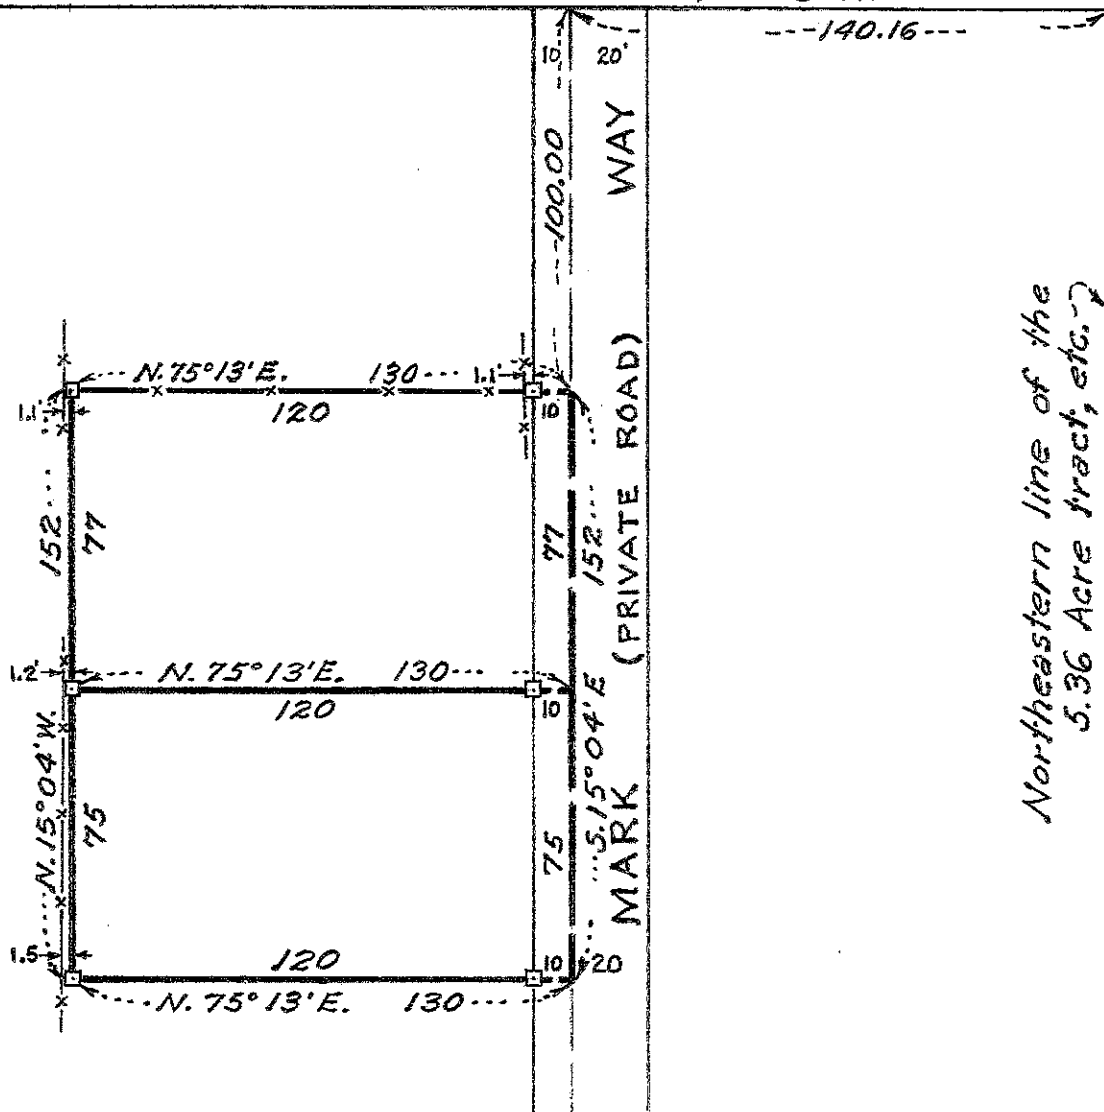 ---140.16---
10
20'
WAY
---100.00
N. 75°13'E. 130--- 1.1'
1.1'
120
10
152...
77
77
152...
(PRIVATE ROAD)
Northeastern line of the
5.36 Acre tract, etc.
1.2'
N. 75°13'E. 130---
120
10
N. 15°04'W.
75
75
...S. 15°04'E
MARK
1.5
120
10
20
N. 75°13'E. 130---